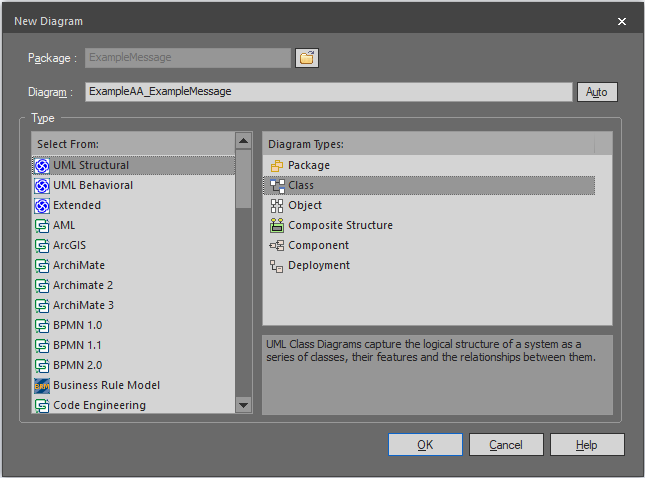 New Diagram
Package :
ExampleMessage
Diagram :
ExampleAA_ExampleMessage
Auto
Type
Select From:
UML Structural
UML Behavioral
Extended
AML
ArcGIS
ArchiMate
Archimate 2
ArchiMate 3
BPMN 1.0
BPMN 1.1
BPMN 2.0
BRM Business Rule Model
Code Engineering
Diagram Types:
Package
Class
Object
Composite Structure
Component
Deployment
UML Class Diagrams capture the logical structure of a system as a
series of classes, their features and the relationships between them.
OK
Cancel
Help